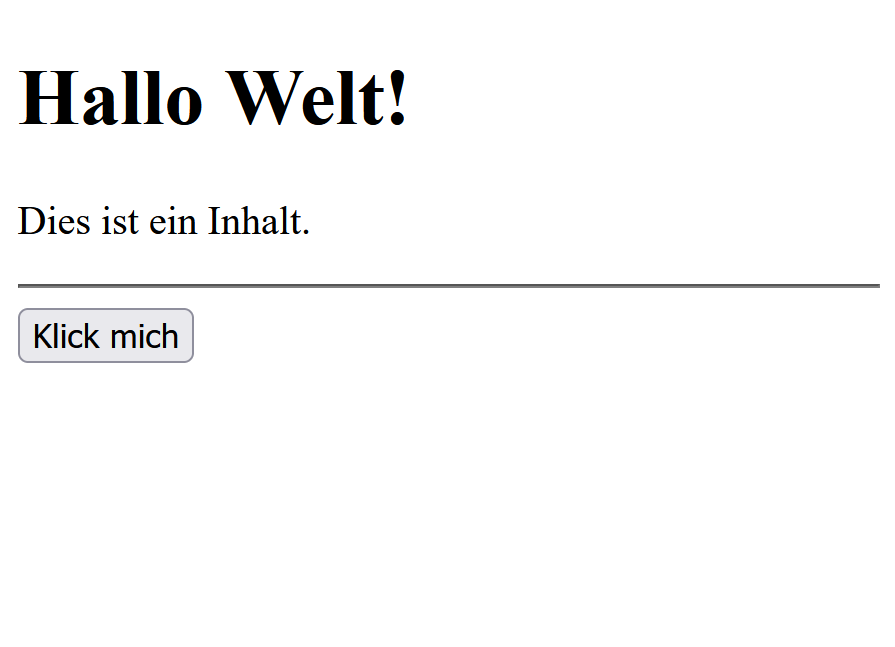 Hallo Welt!
Dies ist ein Inhalt.
Klick mich